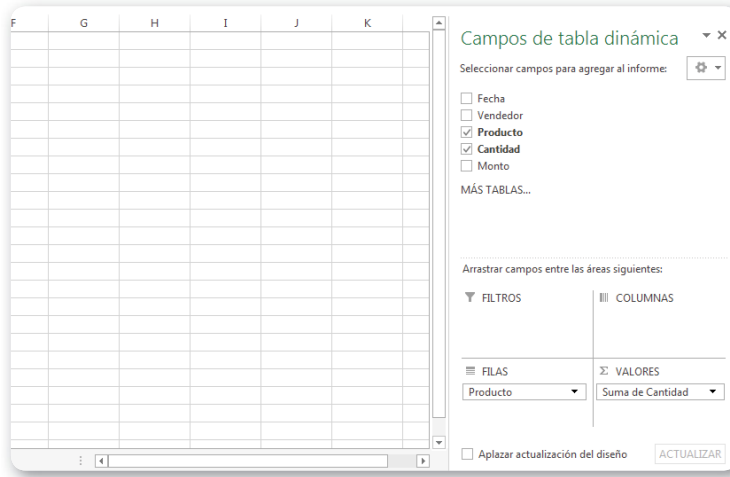 F G H I J K
Campos de tabla dinámica
Seleccionar campos para agregar al informe:
Fecha
Vendedor
Producto
Cantidad
Monto
MÁS TABLAS...
Arrastrar campos entre las áreas siguientes:
FILTROS
COLUMNAS
FILAS
Σ VALORES
Producto
Suma de Cantidad
Aplazar actualización del diseño
ACTUALIZAR